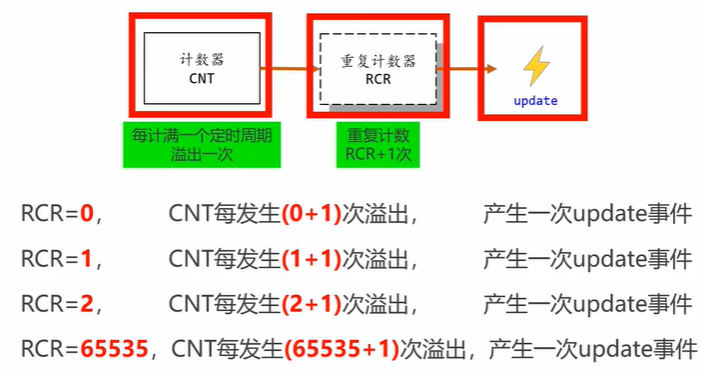 计数器
CNT
重复计数器
RCR
update
每计满一个定时周期
溢出一次
重复计数
RCR+1次
RCR=0, CNT每发生(0+1)次溢出, 产生一次update事件
RCR=1, CNT每发生(1+1)次溢出, 产生一次update事件
RCR=2, CNT每发生(2+1)次溢出, 产生一次update事件
RCR=65535, CNT每发生(65535+1)次溢出, 产生一次update事件